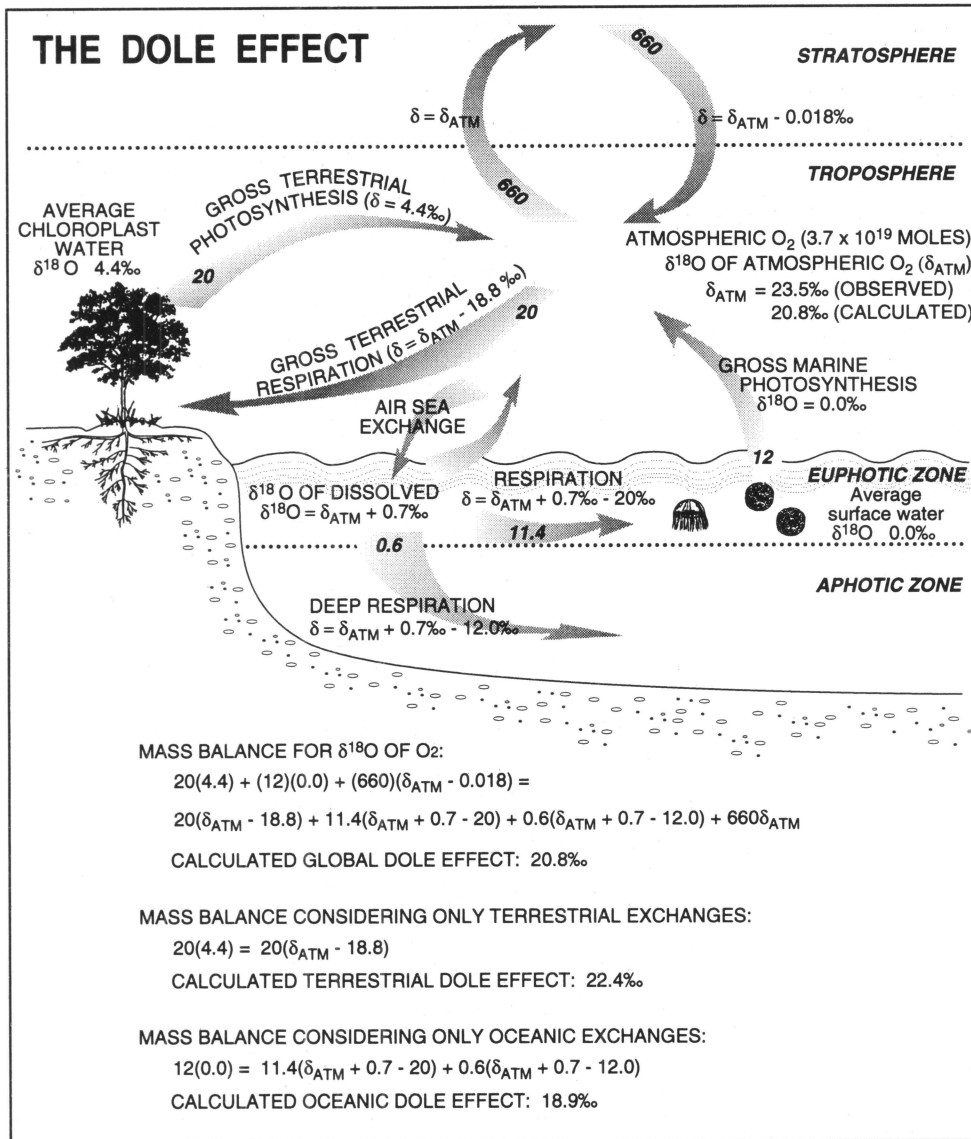 THE DOLE EFFECT
STRATOSPHERE
660
δ = δATM
δ = δATM - 0.018‰
660
TROPOSPHERE
GROSS TERRESTRIAL
PHOTOSYNTHESIS (δ = 4.4‰)
20
AVERAGE
CHLOROPLAST
WATER
δ¹⁸O 4.4‰
ATMOSPHERIC O₂ (3.7 x 10¹⁹ MOLES)
δ¹⁸O OF ATMOSPHERIC O₂ (δATM)
δATM = 23.5‰ (OBSERVED)
20.8‰ (CALCULATED)
GROSS TERRESTRIAL
RESPIRATION (δ = δATM - 18.8 ‰)
20
GROSS MARINE
PHOTOSYNTHESIS
δ¹⁸O = 0.0‰
12
AIR SEA
EXCHANGE
δ¹⁸O OF DISSOLVED
δ¹⁸O = δATM + 0.7‰
RESPIRATION
δ = δATM + 0.7‰ - 20‰
11.4
EUPHOTIC ZONE
Average
surface water
δ¹⁸O 0.0‰
0.6
APHOTIC ZONE
DEEP RESPIRATION
δ = δATM + 0.7‰ - 12.0‰
MASS BALANCE FOR δ¹⁸O OF O₂:
20(4.4) + (12)(0.0) + (660)(δATM - 0.018) =
20(δATM - 18.8) + 11.4(δATM + 0.7 - 20) + 0.6(δATM + 0.7 - 12.0) + 660δATM
CALCULATED GLOBAL DOLE EFFECT: 20.8‰
MASS BALANCE CONSIDERING ONLY TERRESTRIAL EXCHANGES:
20(4.4) = 20(δATM - 18.8)
CALCULATED TERRESTRIAL DOLE EFFECT: 22.4‰
MASS BALANCE CONSIDERING ONLY OCEANIC EXCHANGES:
12(0.0) = 11.4(δATM + 0.7 - 20) + 0.6(δATM + 0.7 - 12.0)
CALCULATED OCEANIC DOLE EFFECT: 18.9‰